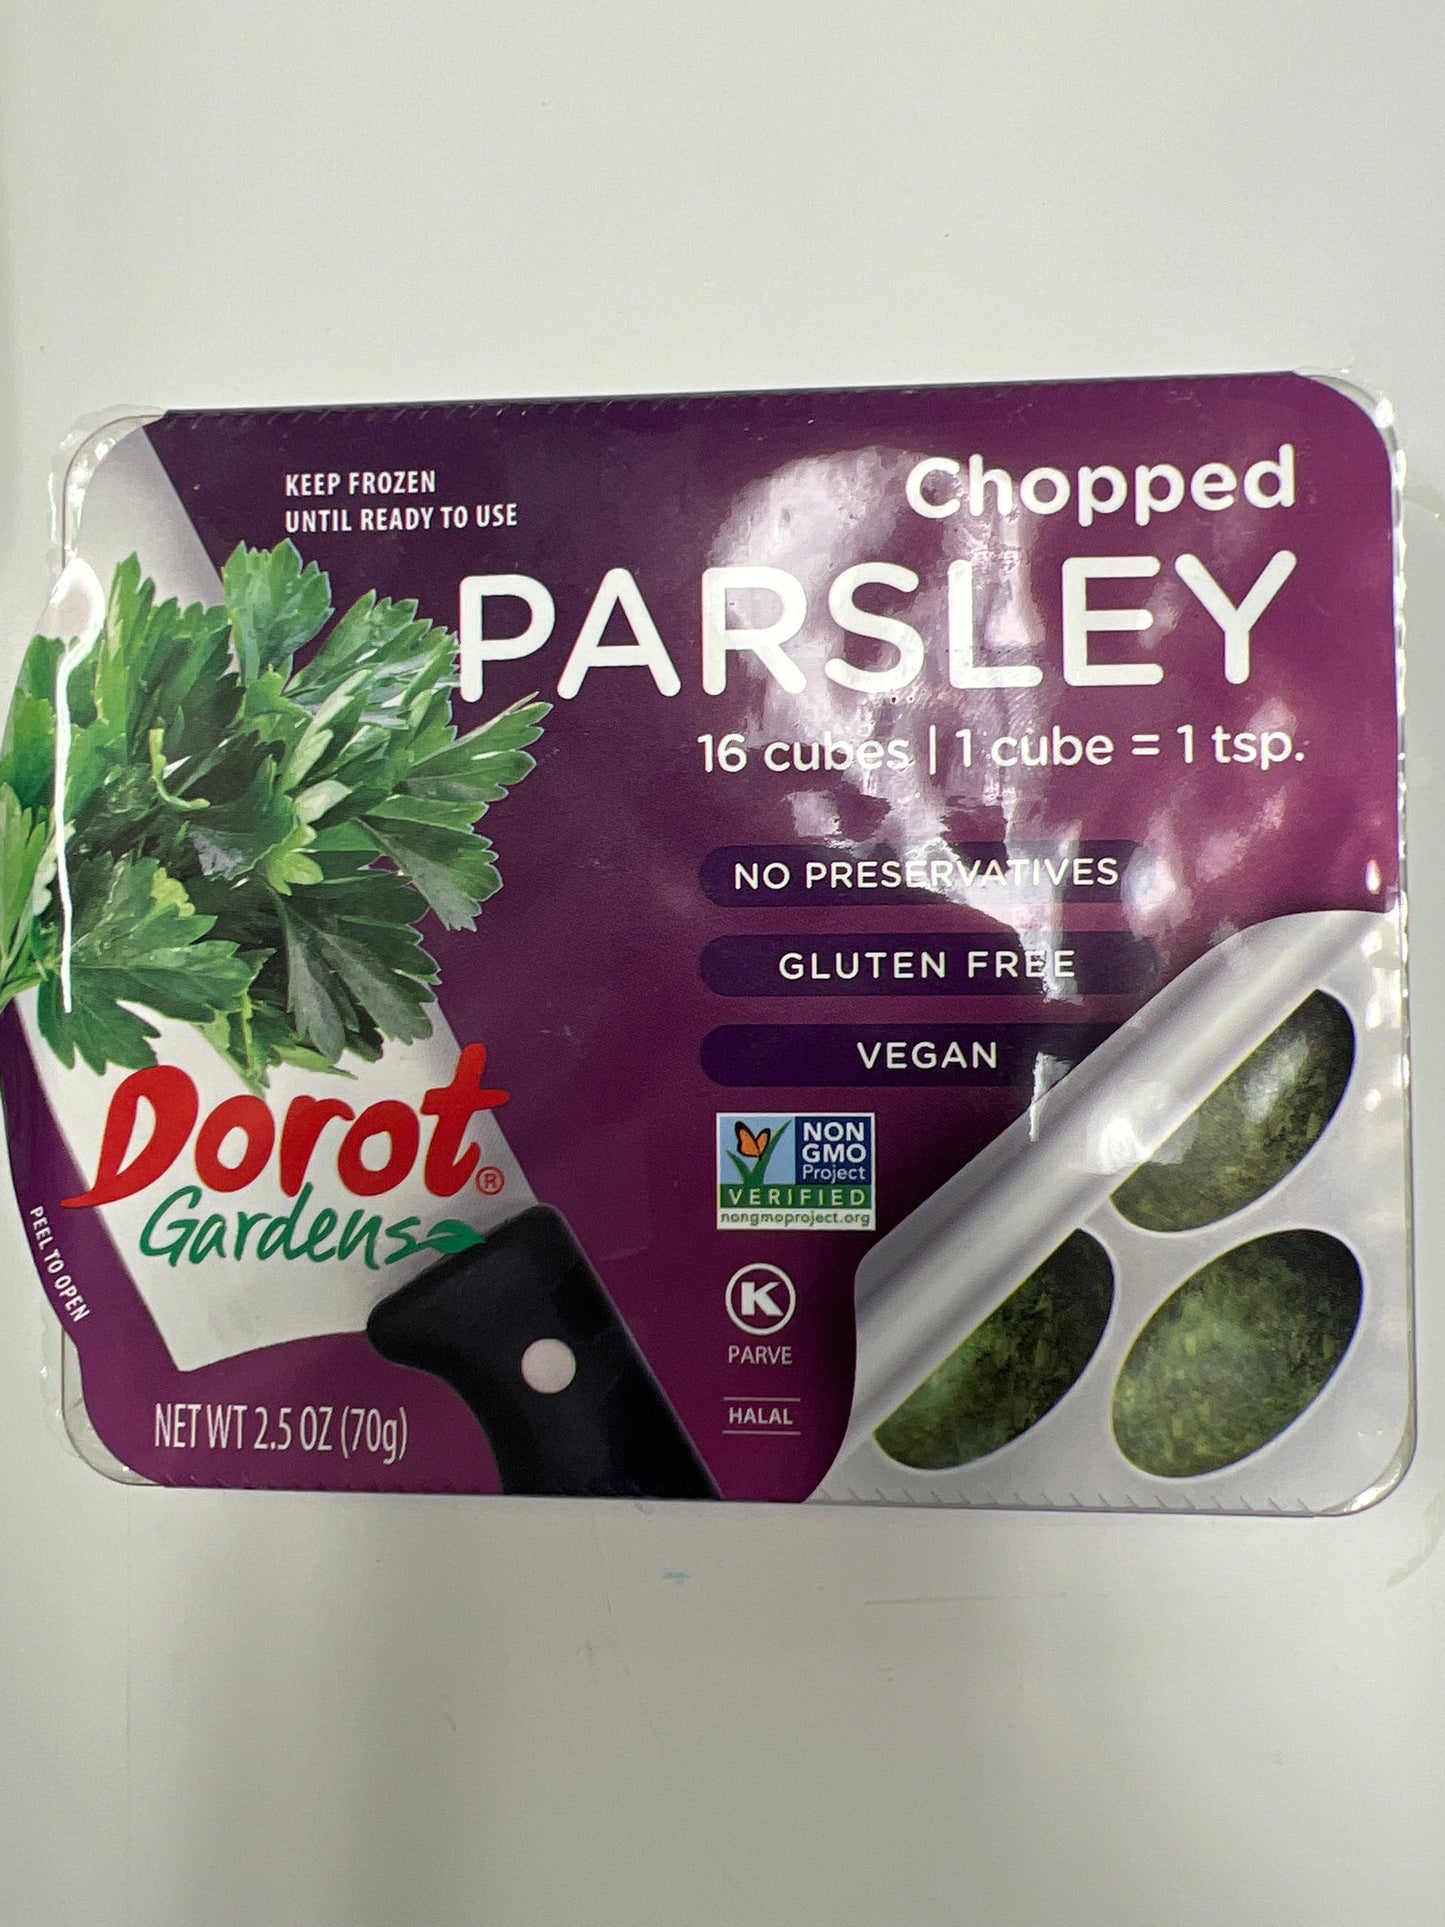 KEEP FROZEN
UNTIL READY TO USE
Chopped
PARSLEY
16 cubes | 1 cube = 1 tsp.
NO PRESERVATIVES
GLUTEN FREE
VEGAN
Dorot®
Gardens
PEEL TO OPEN
NON
GMO
Project
VERIFIED
nongmoproject.org
K
PARVE
HALAL
NET WT 2.5 OZ (70g)